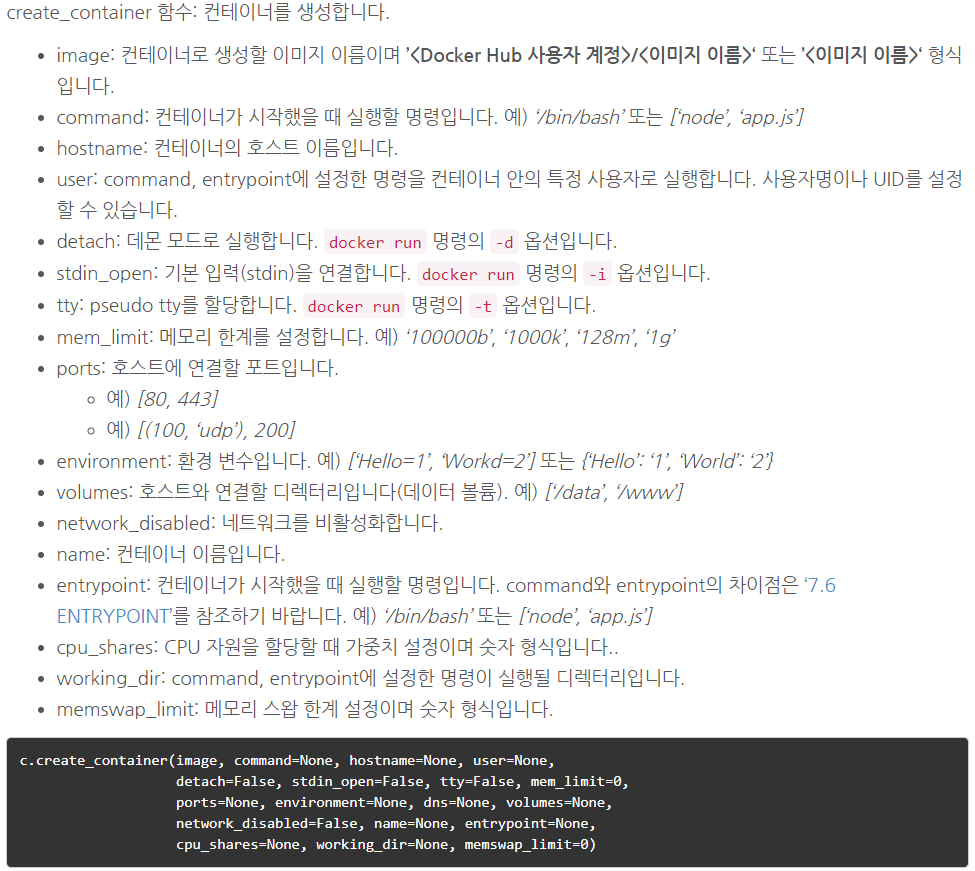 create_container 함수: 컨테이너를 생성합니다.
• image: 컨테이너로 생성할 이미지 이름이며 ’<Docker Hub 사용자 계정>/<이미지 이름>‘ 또는 ’<이미지 이름>‘ 형식
입니다.
• command: 컨테이너가 시작했을 때 실행할 명령입니다. 예) ‘/bin/bash’ 또는 [‘node’, ‘app.js’]
• hostname: 컨테이너의 호스트 이름입니다.
• user: command, entrypoint에 설정한 명령을 컨테이너 안의 특정 사용자로 실행합니다. 사용자명이나 UID를 설정
할 수 있습니다.
• detach: 데몬 모드로 실행합니다. docker run 명령의 -d 옵션입니다.
• stdin_open: 기본 입력(stdin)을 연결합니다. docker run 명령의 -i 옵션입니다.
• tty: pseudo tty를 할당합니다. docker run 명령의 -t 옵션입니다.
• mem_limit: 메모리 한계를 설정합니다. 예) ‘100000b’, ‘1000k’, ‘128m’, ‘1g’
• ports: 호스트에 연결할 포트입니다.
◦ 예) [80, 443]
◦ 예) [(100, ‘udp’), 200]
• environment: 환경 변수입니다. 예) [‘Hello=1’, ‘Workd=2’] 또는 {‘Hello’: ‘1’, ‘World’: ‘2’}
• volumes: 호스트와 연결할 디렉터리입니다(데이터 볼륨). 예) [‘/data’, ‘/www’]
• network_disabled: 네트워크를 비활성화합니다.
• name: 컨테이너 이름입니다.
• entrypoint: 컨테이너가 시작했을 때 실행할 명령입니다. command와 entrypoint의 차이점은 ‘7.6
ENTRYPOINT’를 참조하기 바랍니다. 예) ‘/bin/bash’ 또는 [‘node’, ‘app.js’]
• cpu_shares: CPU 자원을 할당할 때 가중치 설정이며 숫자 형식입니다..
• working_dir: command, entrypoint에 설정한 명령이 실행될 디렉터리입니다.
• memswap_limit: 메모리 스왑 한계 설정이며 숫자 형식입니다.
c.create_container(image, command=None, hostname=None, user=None,
detach=False, stdin_open=False, tty=False, mem_limit=0,
ports=None, environment=None, dns=None, volumes=None,
network_disabled=False, name=None, entrypoint=None,
cpu_shares=None, working_dir=None, memswap_limit=0)